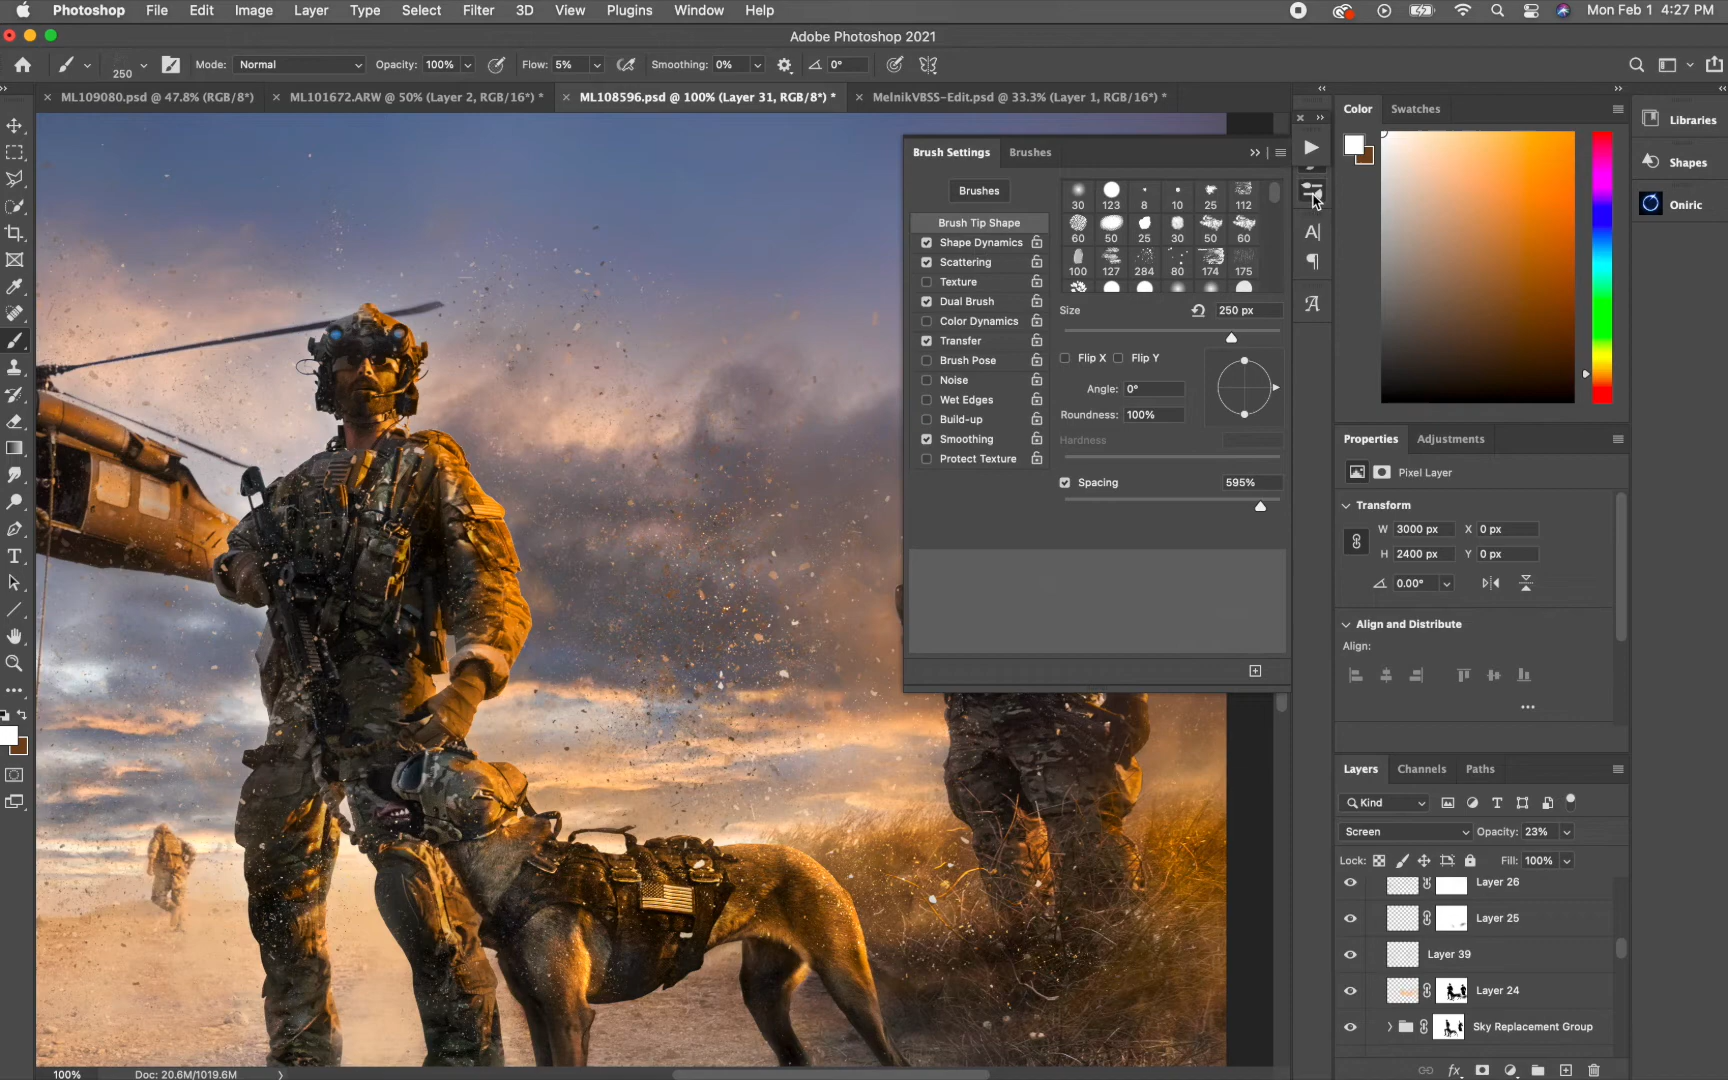 Photoshop File Edit Image Layer Type Select Filter 3D View Plugins Window Help Mon Feb 1 4:27 PM
Adobe Photoshop 2021
250 Mode: Normal Opacity: 100% Flow: 5% Smoothing: 0% 0°
ML109080.psd @ 47.8% (RGB/8*) ML101672.ARW @ 50% (Layer 2, RGB/16*) * ML108596.psd @ 100% (Layer 31, RGB/8*) * MelnikVBSS-Edit.psd @ 33.3% (Layer 1, RGB/16*) *
Brush Settings Brushes
Brushes
Brush Tip Shape
Shape Dynamics
Scattering
Texture
Dual Brush
Color Dynamics
Transfer
Brush Pose
Noise
Wet Edges
Build-up
Smoothing
Protect Texture
30 123 8 10 25 112
60 50 25 30 50 60
100 127 284 80 174 175
Size 250 px
Flip X Flip Y
Angle: 0°
Roundness: 100%
Hardness
Spacing 595%
Color Swatches
Libraries
Shapes
Oniric
Properties Adjustments
Pixel Layer
Transform
W 3000 px X 0 px
H 2400 px Y 0 px
0.00°
Align and Distribute
Align:
Layers Channels Paths
Kind
Screen Opacity: 23%
Lock: Fill: 100%
Layer 26
Layer 25
Layer 39
Layer 24
Sky Replacement Group
fx
100% Doc: 20.6M/1019.6M